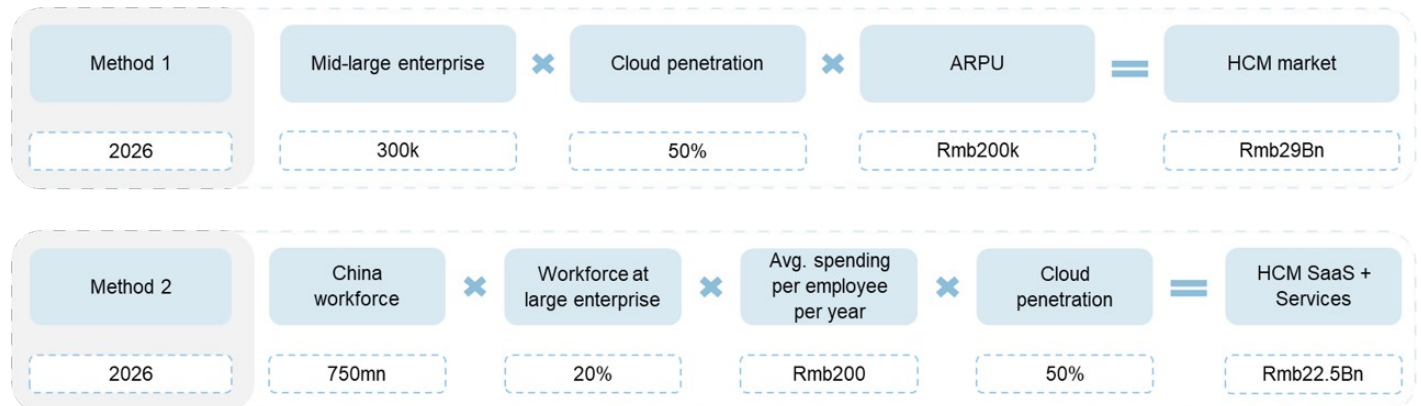 Method 1
Mid-large enterprise
Cloud penetration
ARPU
HCM market
2026
300k
50%
Rmb200k
Rmb29Bn
Method 2
China
workforce
Workforce at
large enterprise
Avg. spending
per employee
per year
Cloud
penetration
HCM SaaS +
Services
2026
750mn
20%
Rmb200
50%
Rmb22.5Bn